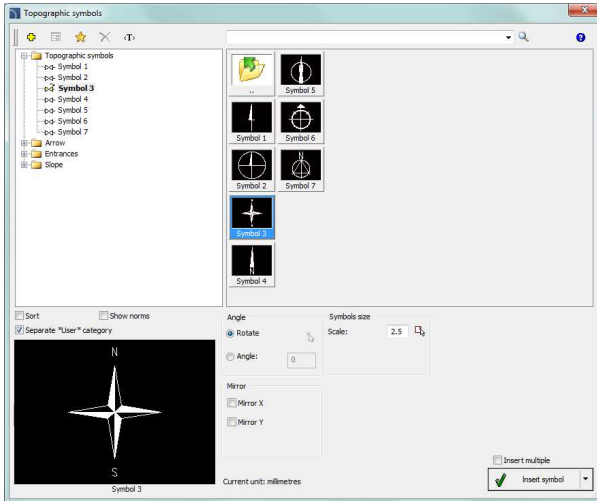 Topographic symbols
(T)
Topographic symbols
Symbol 1
Symbol 2
Symbol 3
Symbol 4
Symbol 5
Symbol 6
Symbol 7
Arrow
Entrances
Slope
..
Symbol 5
Symbol 1
Symbol 6
N
Symbol 2
Symbol 7
Symbol 3
N
Symbol 4
Sort
Show norms
Separate "User" category
N
S
Symbol 3
Angle
Rotate
Angle:
0
Mirror
Mirror X
Mirror Y
Current unit: millimetres
Symbols size
Scale:
2.5
Insert multiple
Insert symbol